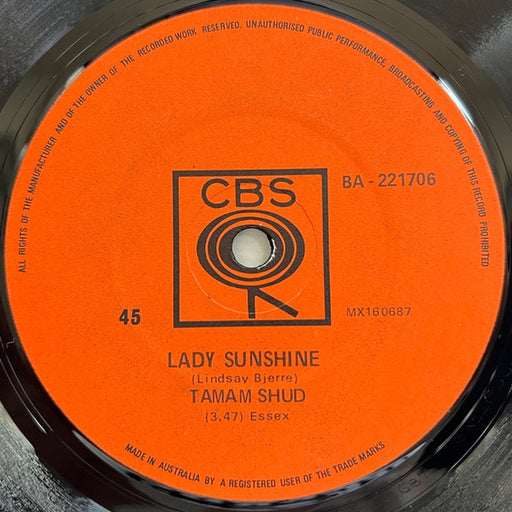 ALL RIGHTS OF THE MANUFACTURER AND OF THE OWNER OF THE RECORDED WORK RESERVED. UNAUTHORISED PUBLIC PERFORMANCE, BROADCASTING AND COPYING OF THIS RECORD PROHIBITED
CBS
BA-221706
45
MX160687
LADY SUNSHINE
(Lindsay Bjerre)
TAMAM SHUD
(3.47) Essex
MADE IN AUSTRALIA BY A REGISTERED USER OF THE TRADE MARKS